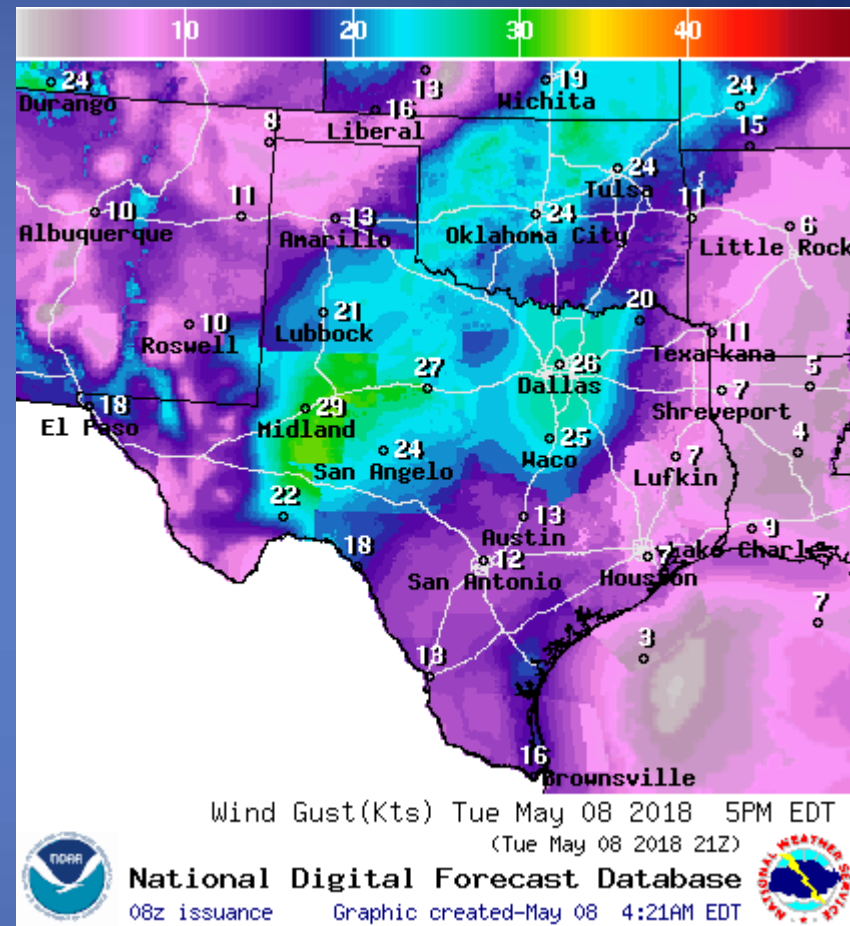 10 20 30 40
24 13 19 24
Durango Wichita
16
Liberal
8 15
24
Tulsa
10 11 13 24 11 6
Albuquerque Amarillo Oklahoma City Little Rock
10 21 20
Roswell Lubbock 11
Texarkana
27 26
Dallas 7 5
Shreveport
18 29
El Paso Midland
24 25 4
San Angelo Waco 7
Lufkin
22 13 9
Austin
18 12 7 Lake
San Antonio Houston
7
3
13
16
Brownsville
Wind Gust(Kts) Tue May 08 2018 5PM EDT
(Tue May 08 2018 21Z)
NOAA
NATIONAL WEATHER SERVICE
National Digital Forecast Database
08z issuance Graphic created-May 08 4:21AM EDT